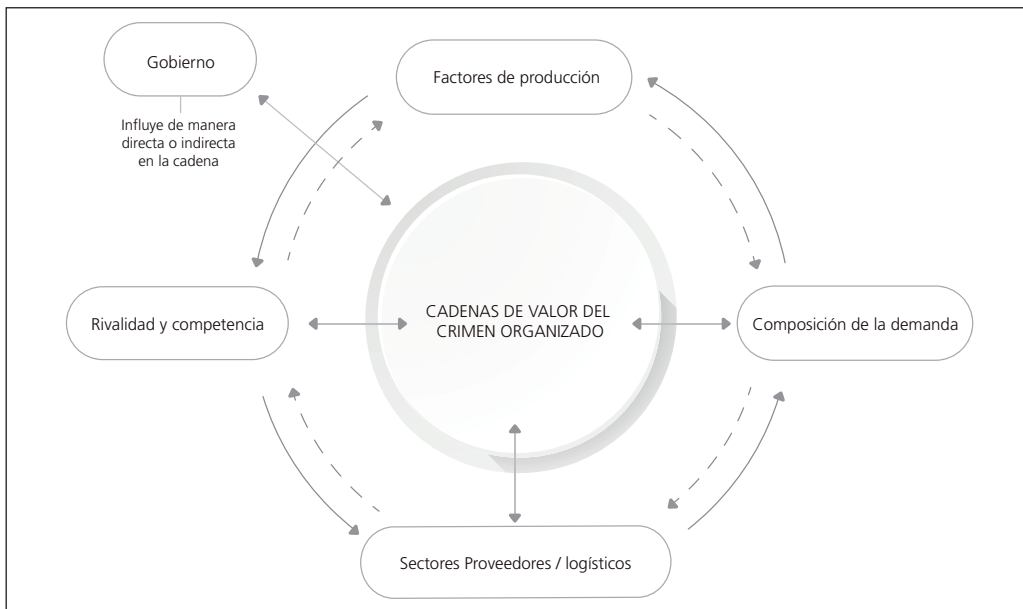 Gobierno
Factores de producción
Influye de manera
directa o indirecta
en la cadena
Rivalidad y competencia
CADENAS DE VALOR DEL
CRIMEN ORGANIZADO
Composición de la demanda
Sectores Proveedores / logísticos